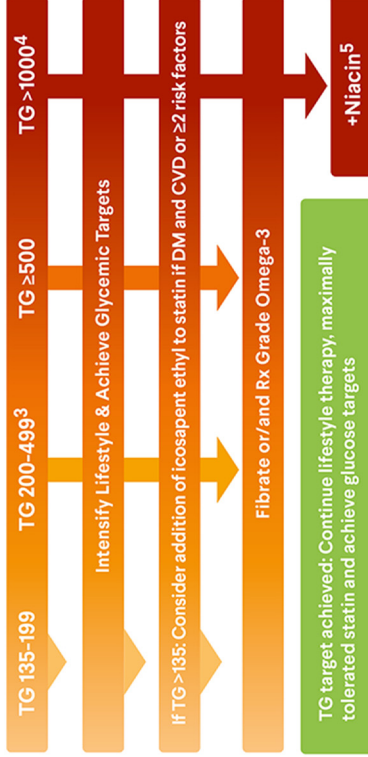 TG 135-199
TG 200-499³
TG ≥500
TG >1000⁴
Intensify Lifestyle & Achieve Glycemic Targets
If TG >135: Consider addition of icosapent ethyl to statin if DM and CVD or ≥2 risk factors
Fibrate or/and Rx Grade Omega-3
+Niacin⁵
TG target achieved: Continue lifestyle therapy, maximally
tolerated statin and achieve glucose targets